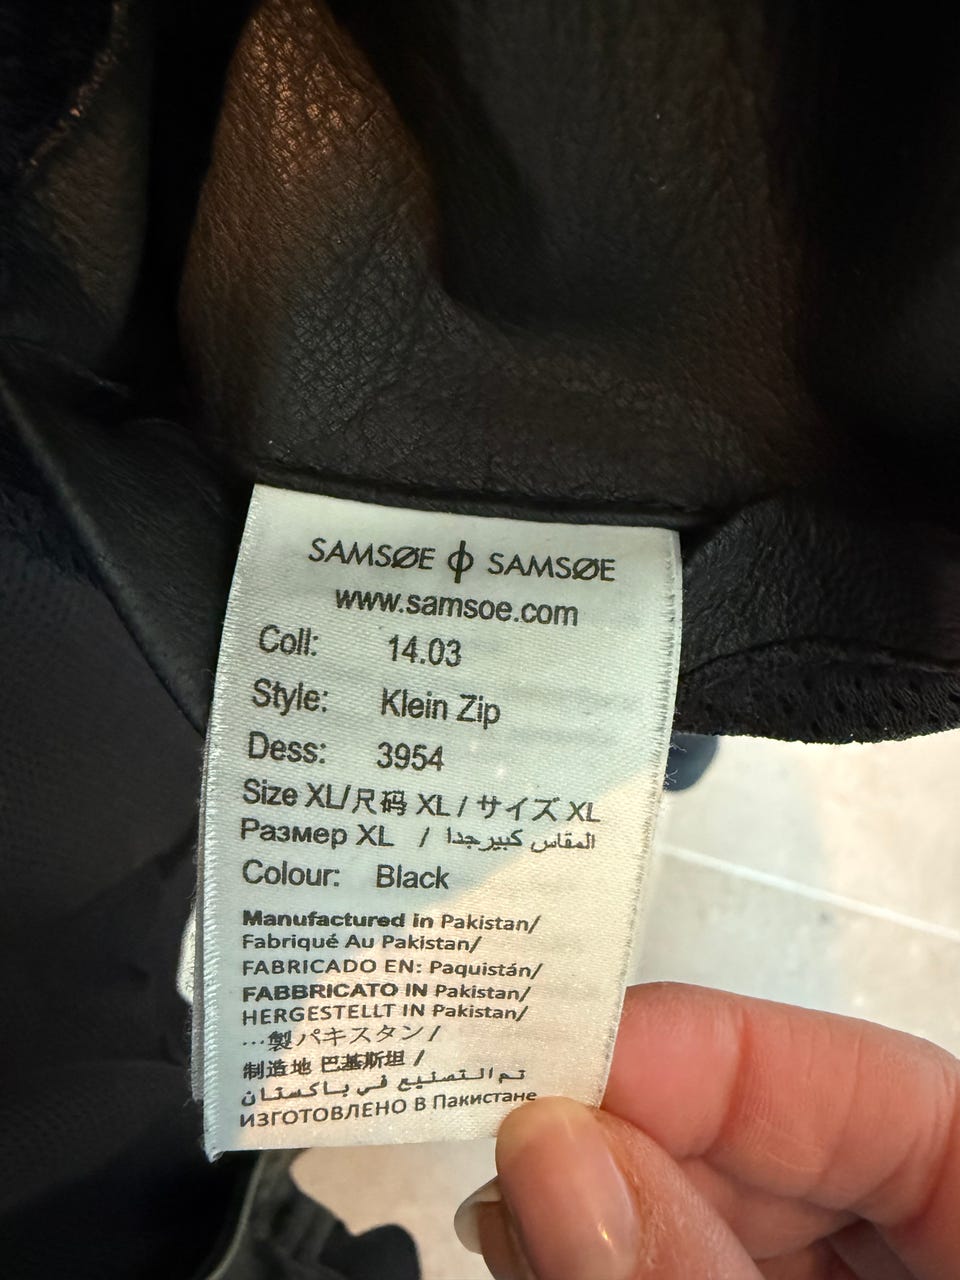 SAMSØE ϕ SAMSØE
www.samsoe.com
Coll: 14.03
Style: Klein Zip
Dess: 3954
Size XL/尺码 XL / サイズ XL
Размер XL / المقاس كبير جدا
Colour: Black
Manufactured in Pakistan/
Fabriqué Au Pakistan/
FABRICADO EN: Paquistán/
FABBRICATO IN Pakistan/
HERGESTELLT IN Pakistan/
…製パキスタン /
制造地 巴基斯坦 /
تم التصنيع في باكستان
ИЗГОТОВЛЕНО В Пакистане